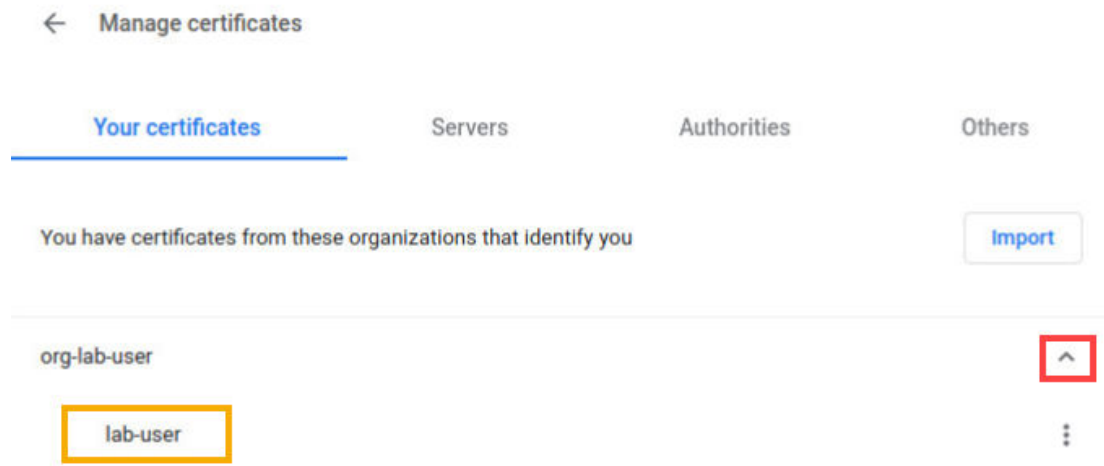 Manage certificates
Your certificates Servers Authorities Others
You have certificates from these organizations that identify you Import
org-lab-user
lab-user